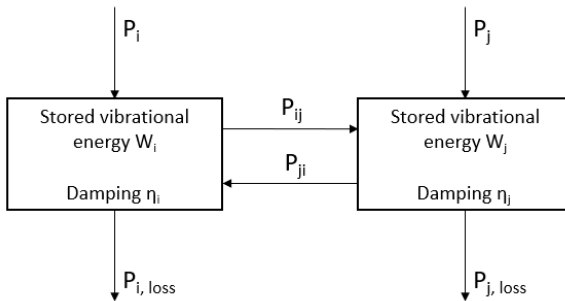 P_i
P_j
Stored vibrational
energy W_i
Damping η_i
P_ij
P_ji
Stored vibrational
energy W_j
Damping η_j
P_i, loss
P_j, loss